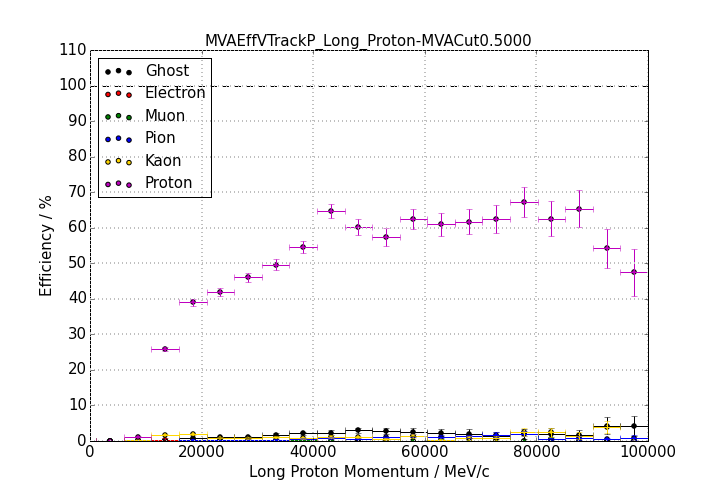 MVAEffVTrackP_Long_Proton-MVACut0.5000
110
100
90
80
70
60
50
40
30
20
10
0
Efficiency / %
Ghost
Electron
Muon
Pion
Kaon
Proton
0 20000 40000 60000 80000 100000
Long Proton Momentum / MeV/c